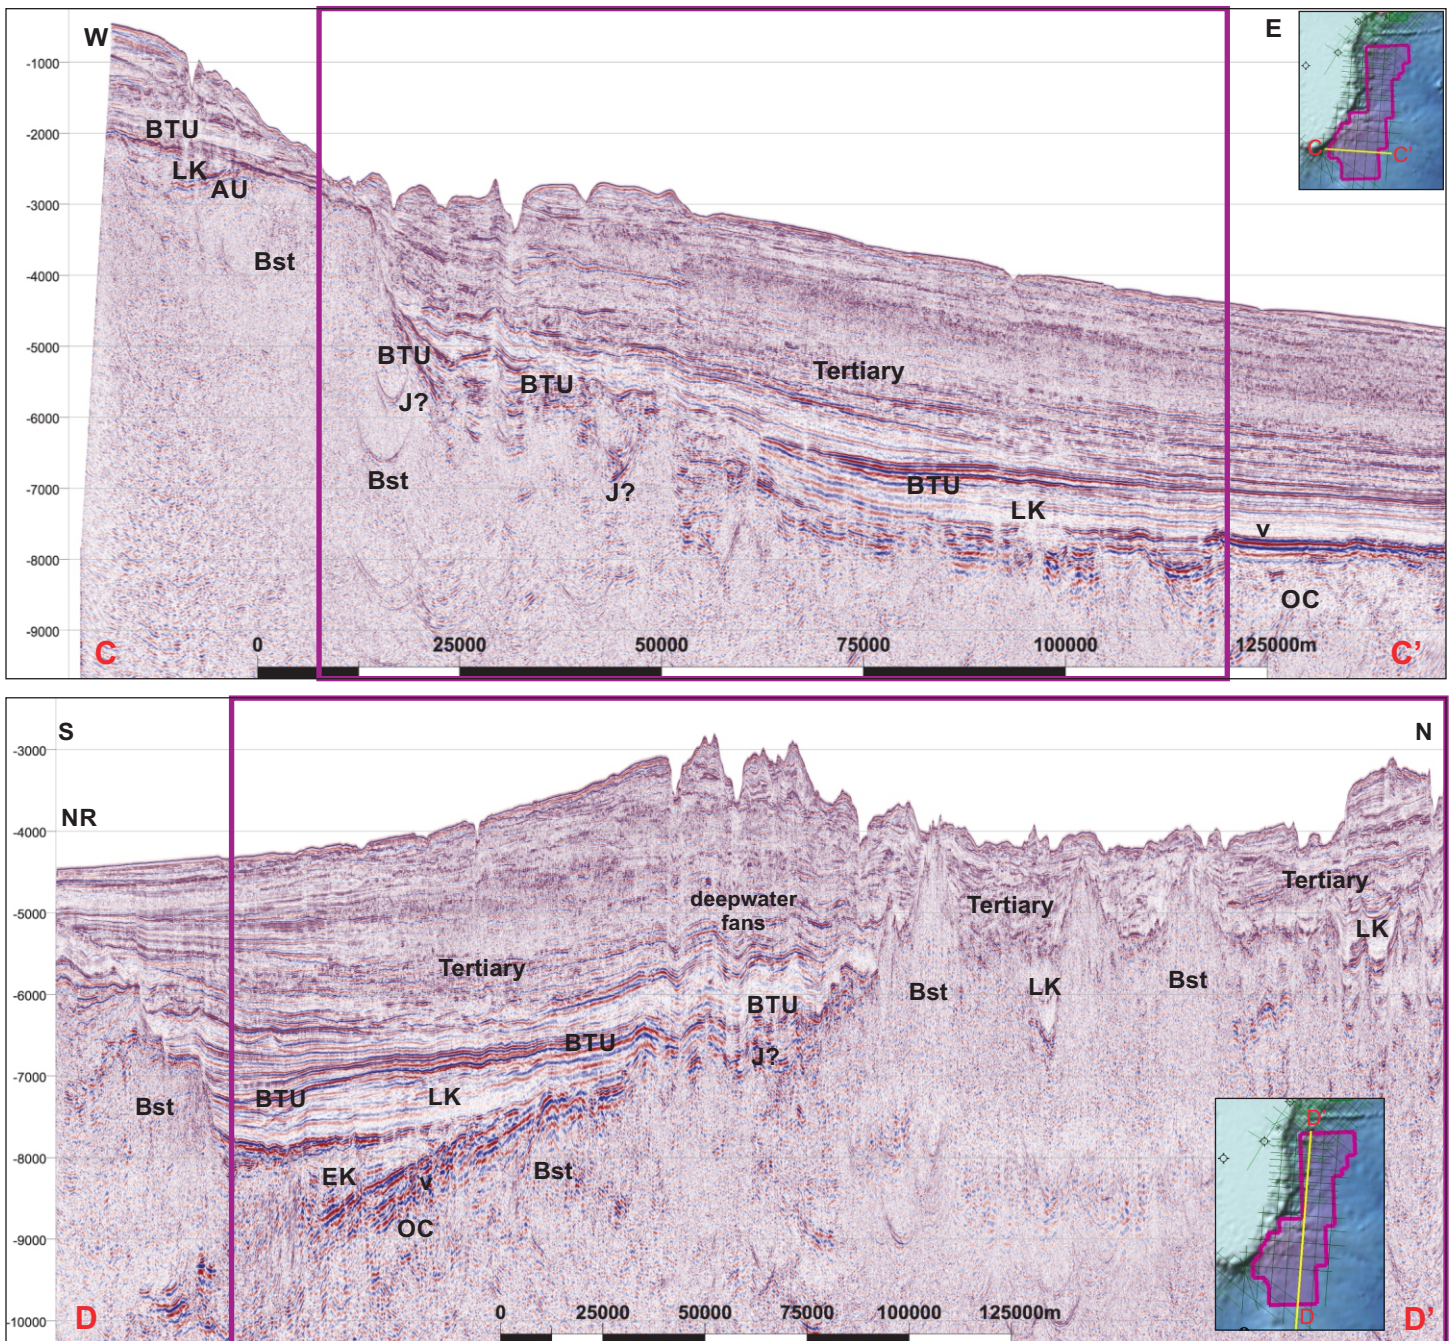 W
E
-1000
-2000
-3000
-4000
-5000
-6000
-7000
-8000
-9000
BTU
LK
AU
Bst
BTU
J?
BTU
Bst
J?
Tertiary
BTU
LK
v
OC
C
C'
0
25000
50000
75000
100000
125000m
C
C’
S
N
NR
-3000
-4000
-5000
-6000
-7000
-8000
-9000
-10000
deepwater
fans
Tertiary
Tertiary
Tertiary
LK
BTU
Bst
LK
Bst
BTU
J?
BTU
LK
Bst
EK
v
Bst
OC
D'
D
0
25000
50000
75000
100000
125000m
D
D’